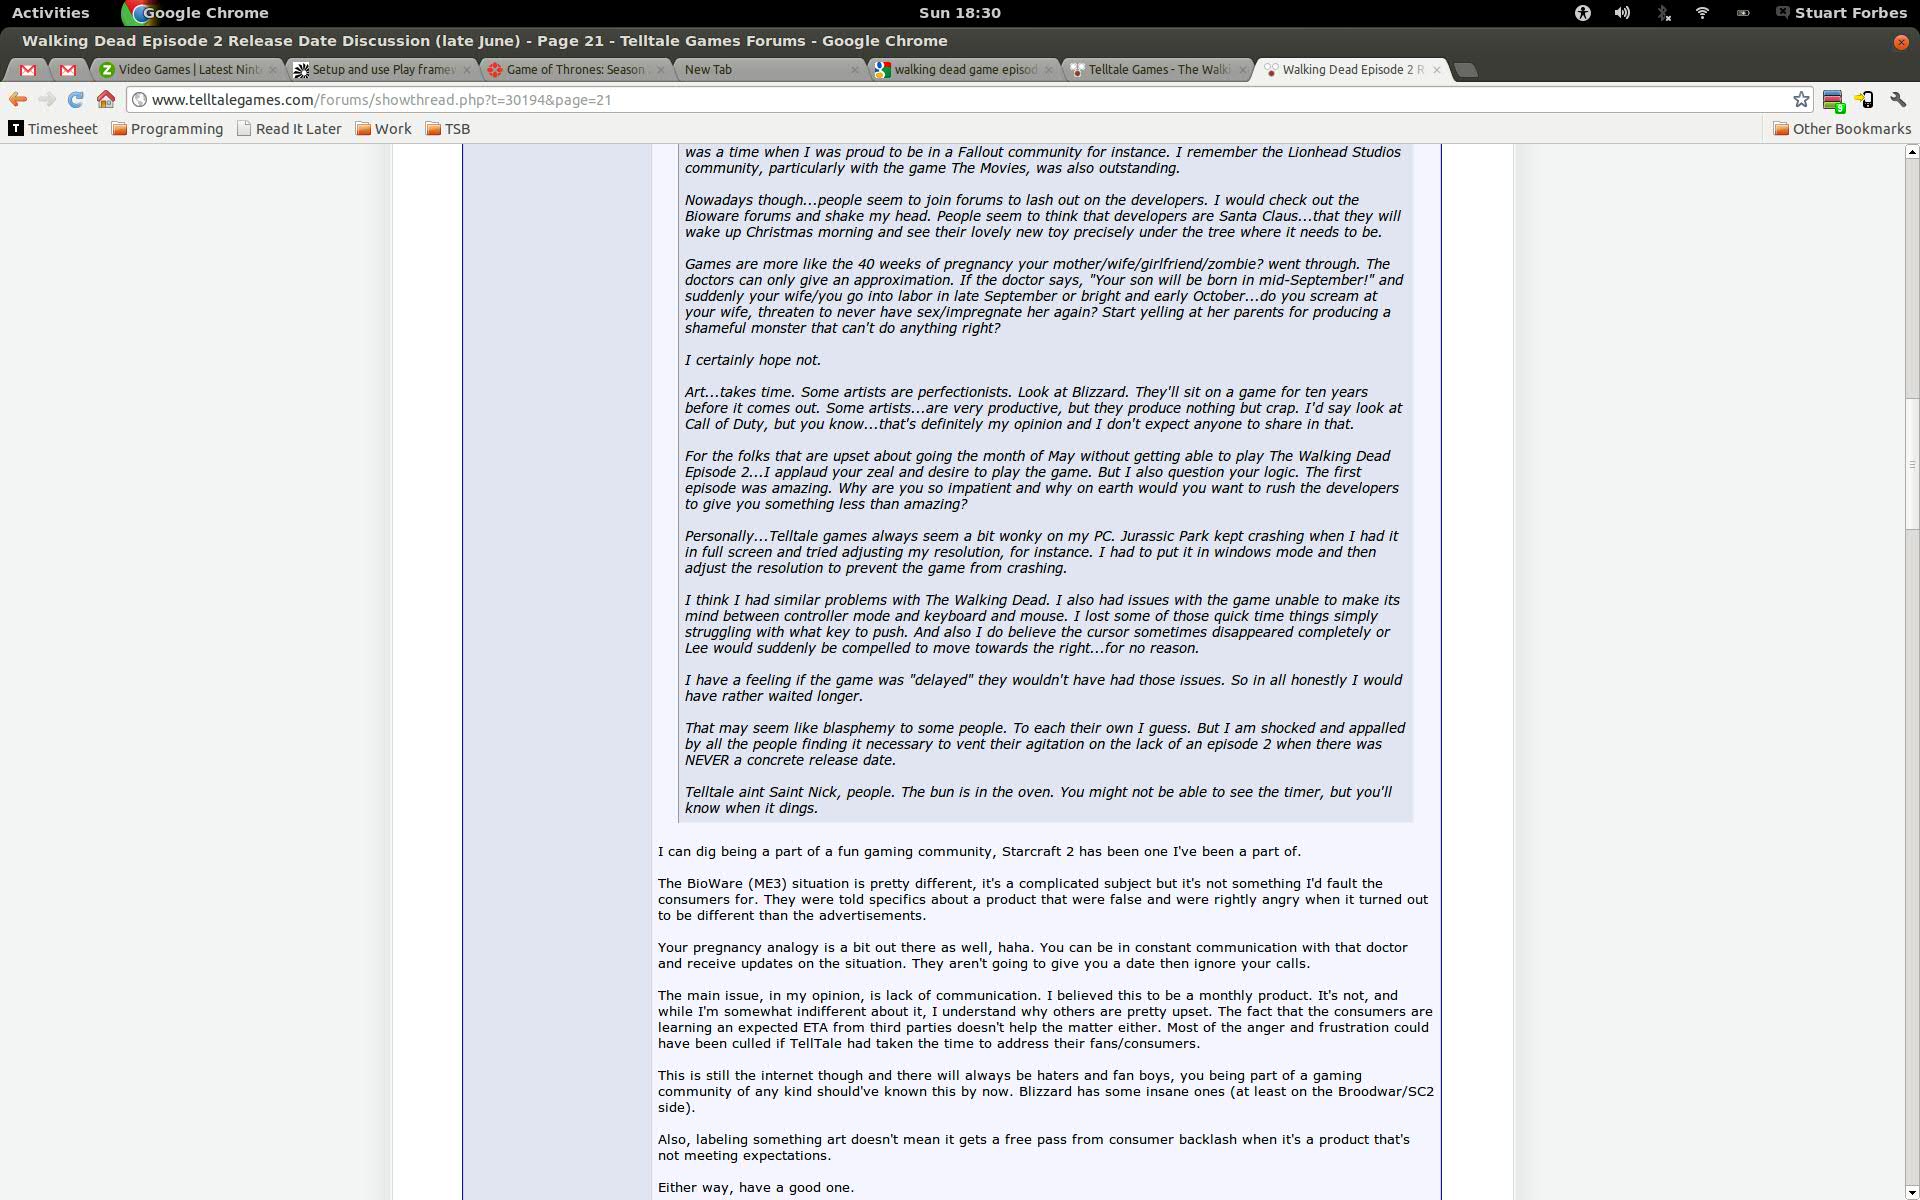 Activities
Google Chrome
Sun 18:30
Stuart Forbes
Walking Dead Episode 2 Release Date Discussion (late June) - Page 21 - Telltale Games Forums - Google Chrome
Video Games | Latest Nint
Setup and use Play framew
Game of Thrones: Season
New Tab
walking dead game episod
Telltale Games - The Walki
Walking Dead Episode 2 R
www.telltalegames.com/forums/showthread.php?t=30194&page=21
9
T Timesheet
Programming
Read It Later
Work
TSB
Other Bookmarks
was a time when I was proud to be in a Fallout community for instance. I remember the Lionhead Studios
community, particularly with the game The Movies, was also outstanding.
Nowadays though...people seem to join forums to lash out on the developers. I would check out the
Bioware forums and shake my head. People seem to think that developers are Santa Claus...that they will
wake up Christmas morning and see their lovely new toy precisely under the tree where it needs to be.
Games are more like the 40 weeks of pregnancy your mother/wife/girlfriend/zombie? went through. The
doctors can only give an approximation. If the doctor says, "Your son will be born in mid-September!" and
suddenly your wife/you go into labor in late September or bright and early October...do you scream at
your wife, threaten to never have sex/impregnate her again? Start yelling at her parents for producing a
shameful monster that can't do anything right?
I certainly hope not.
Art...takes time. Some artists are perfectionists. Look at Blizzard. They'll sit on a game for ten years
before it comes out. Some artists...are very productive, but they produce nothing but crap. I'd say look at
Call of Duty, but you know...that's definitely my opinion and I don't expect anyone to share in that.
For the folks that are upset about going the month of May without getting able to play The Walking Dead
Episode 2...I applaud your zeal and desire to play the game. But I also question your logic. The first
episode was amazing. Why are you so impatient and why on earth would you want to rush the developers
to give you something less than amazing?
Personally...Telltale games always seem a bit wonky on my PC. Jurassic Park kept crashing when I had it
in full screen and tried adjusting my resolution, for instance. I had to put it in windows mode and then
adjust the resolution to prevent the game from crashing.
I think I had similar problems with The Walking Dead. I also had issues with the game unable to make its
mind between controller mode and keyboard and mouse. I lost some of those quick time things simply
struggling with what key to push. And also I do believe the cursor sometimes disappeared completely or
Lee would suddenly be compelled to move towards the right...for no reason.
I have a feeling if the game was "delayed" they wouldn't have had those issues. So in all honestly I would
have rather waited longer.
That may seem like blasphemy to some people. To each their own I guess. But I am shocked and appalled
by all the people finding it necessary to vent their agitation on the lack of an episode 2 when there was
NEVER a concrete release date.
Telltale aint Saint Nick, people. The bun is in the oven. You might not be able to see the timer, but you'll
know when it dings.
I can dig being a part of a fun gaming community, Starcraft 2 has been one I've been a part of.
The BioWare (ME3) situation is pretty different, it's a complicated subject but it's not something I'd fault the
consumers for. They were told specifics about a product that were false and were rightly angry when it turned out
to be different than the advertisements.
Your pregnancy analogy is a bit out there as well, haha. You can be in constant communication with that doctor
and receive updates on the situation. They aren't going to give you a date then ignore your calls.
The main issue, in my opinion, is lack of communication. I believed this to be a monthly product. It's not, and
while I'm somewhat indifferent about it, I understand why others are pretty upset. The fact that the consumers are
learning an expected ETA from third parties doesn't help the matter either. Most of the anger and frustration could
have been culled if TellTale had taken the time to address their fans/consumers.
This is still the internet though and there will always be haters and fan boys, you being part of a gaming
community of any kind should've known this by now. Blizzard has some insane ones (at least on the Broodwar/SC2
side).
Also, labeling something art doesn't mean it gets a free pass from consumer backlash when it's a product that's
not meeting expectations.
Either way, have a good one.